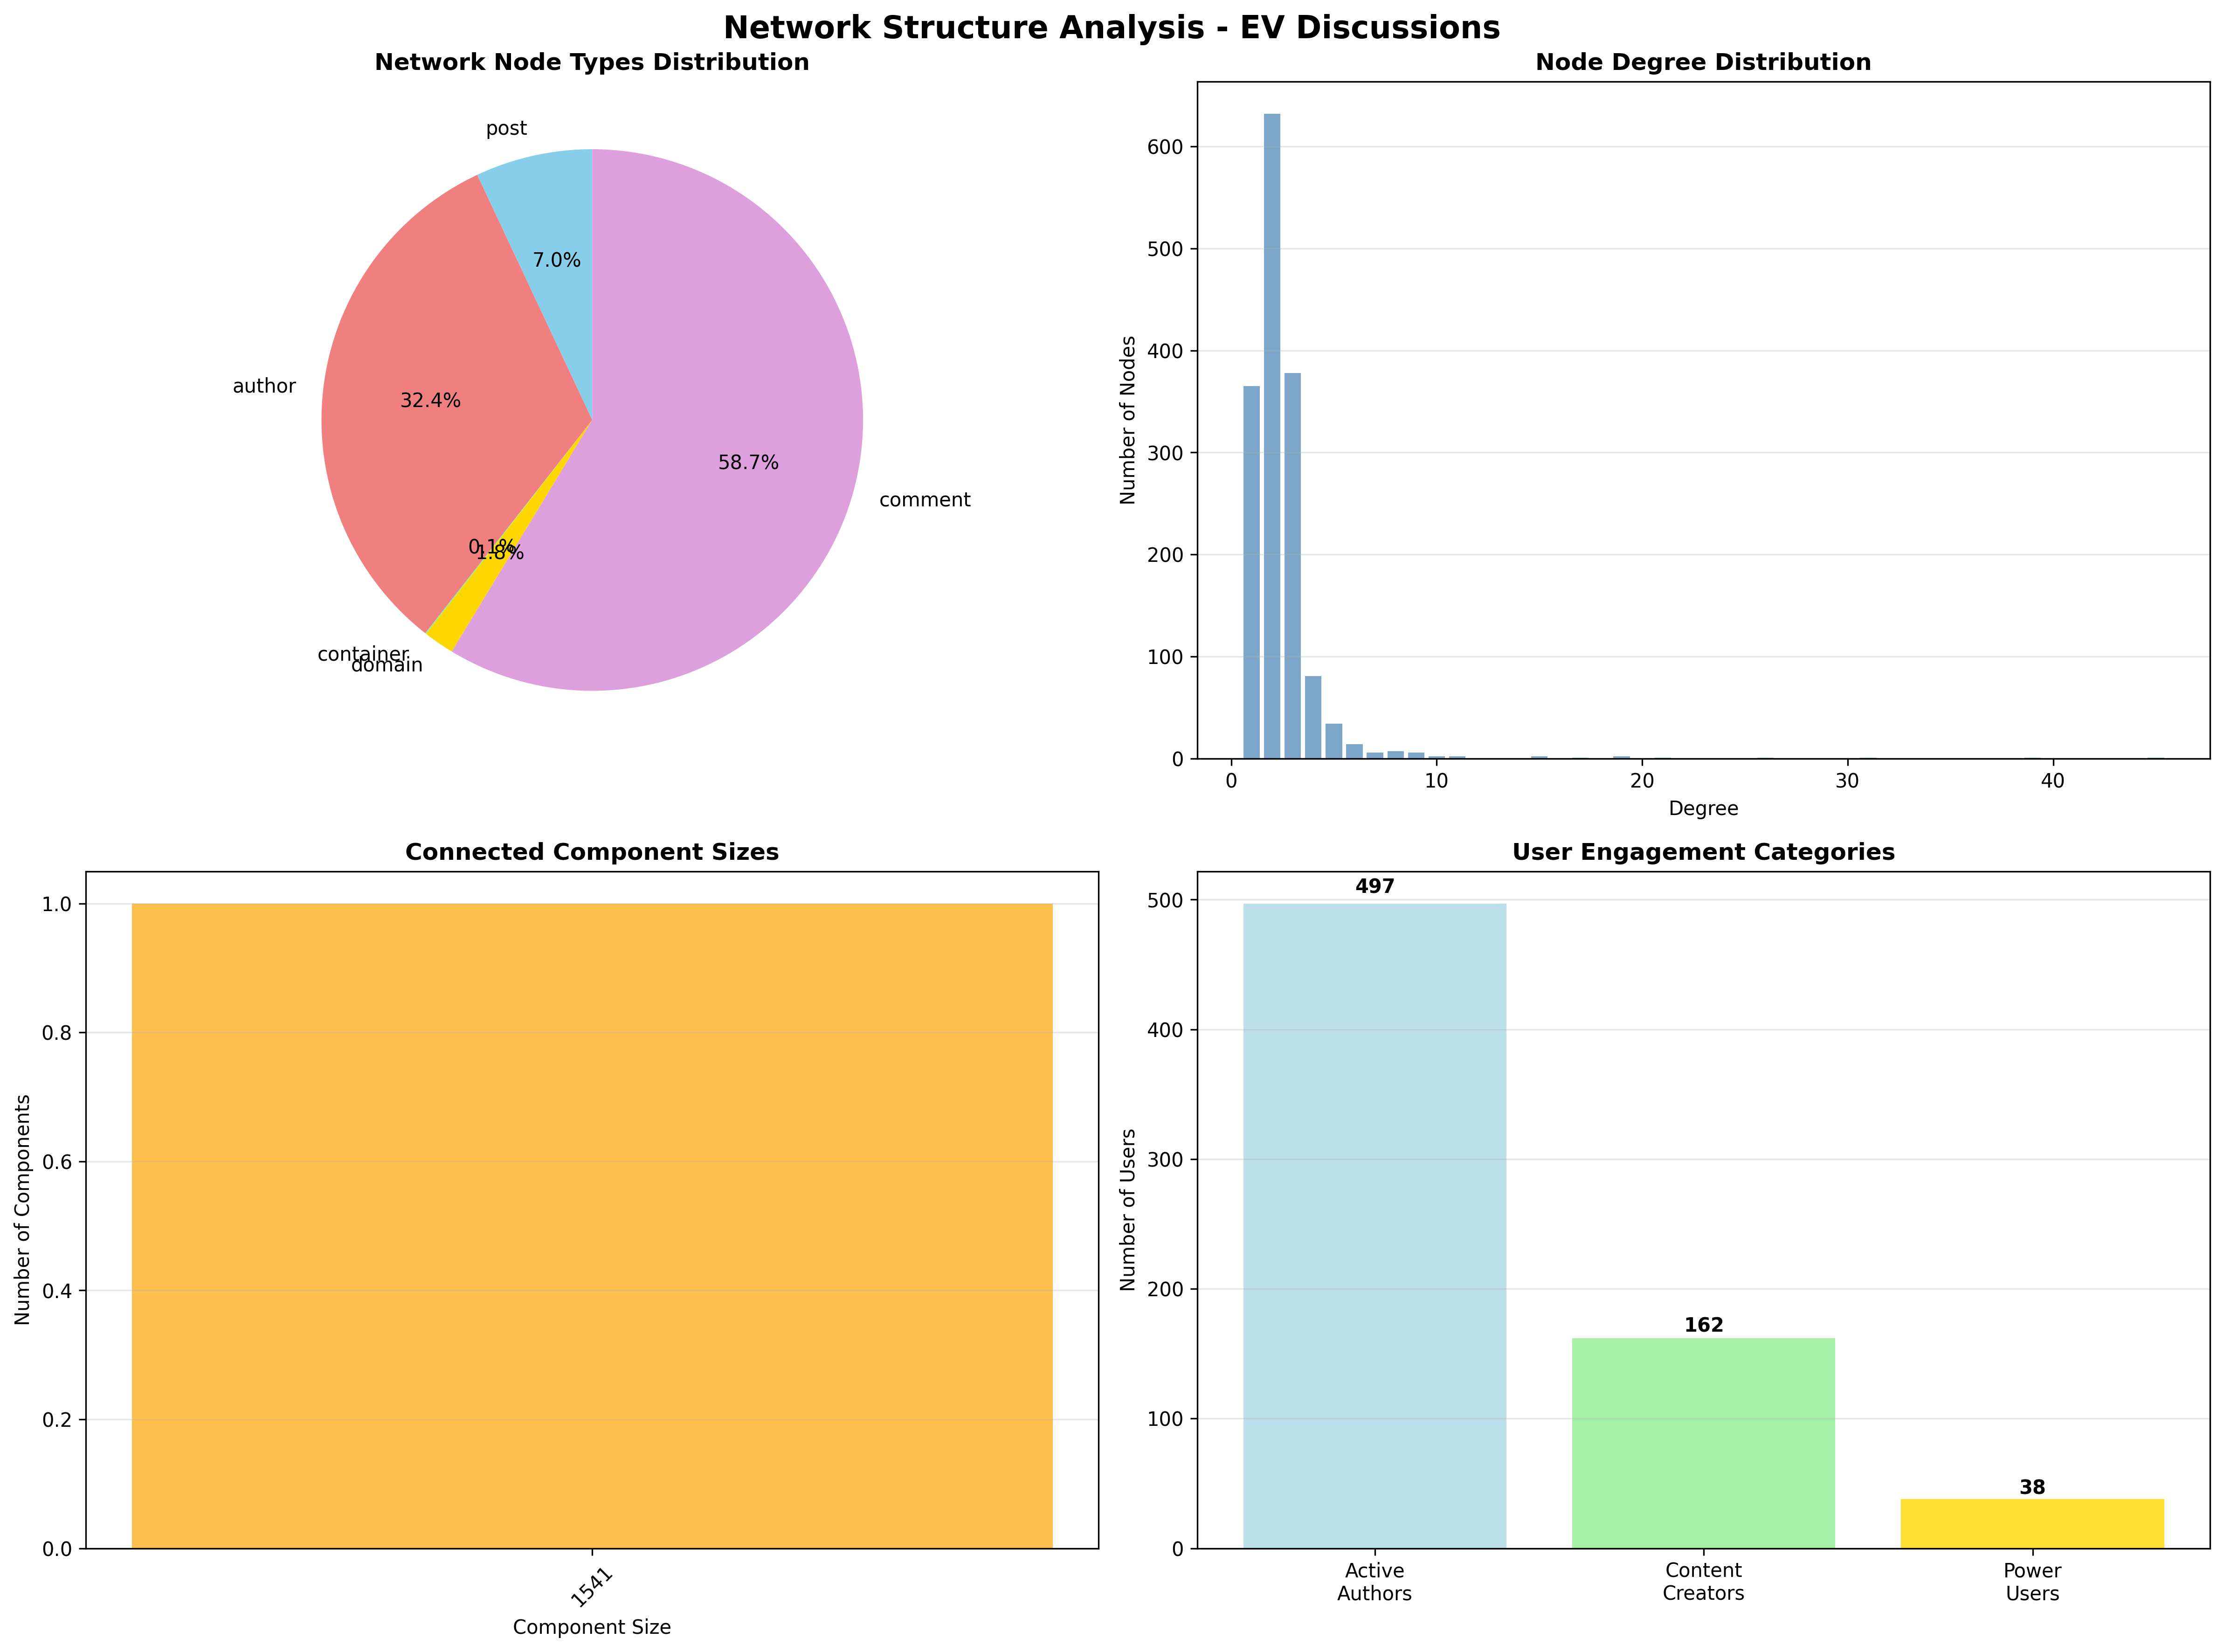 Network Structure Analysis - EV Discussions
Network Node Types Distribution
post
7.0%
author
32.4%
0.1%
1.8%
58.7%
comment
container
domain
Node Degree Distribution
Number of Nodes
600
500
400
300
200
100
0
0 10 20 30 40
Degree
Connected Component Sizes
Number of Components
1.0
0.8
0.6
0.4
0.2
0.0
1541
Component Size
User Engagement Categories
Number of Users
500
400
300
200
100
0
497
162
38
Active
Authors
Content
Creators
Power
Users